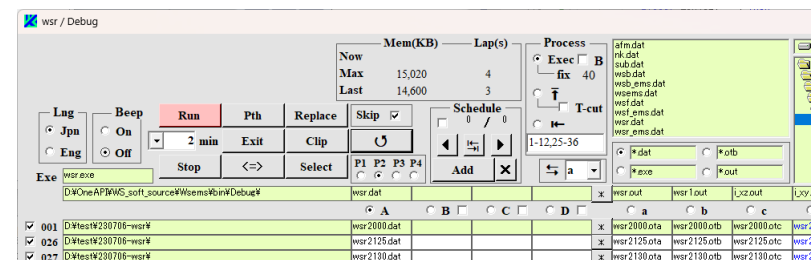 wsr / Debug
Mem(KB) Lap(s)
Now
Max 15,020 4
Last 14,600 3
Process
Exec B
fix 40
T-cut
1-12,25-36
a
afm.dat
nk.dat
sub.dat
wsb.dat
wsb_ems.dat
wsems.dat
wsf.dat
wsf_ems.dat
wsr.dat
wsr_ems.dat
*.dat *.otb
*.exe *.out
Lng Beep
Jpn On
Eng Off
Run Pth Replace Skip
2 min Exit Clip
Stop <=> Select
P1 P2 P3 P4
Schedule
0 / 0
Add X
Exe wsr.exe
D:¥OneAPI¥WS_soft_source¥Wsems¥bin¥Debug¥ wsr.dat x wsr.out wsr1.out i_xz.out i_xy.
A B C D a b c
001 D:¥test¥230706-wsr¥ wsr2000.dat x wsr2000.ota wsr2000.otb wsr2000.otc wsr2
026 D:¥test¥230706-wsr¥ wsr2125.dat x wsr2125.ota wsr2125.otb wsr2125.otc wsr2
027 D:¥test¥230706-wsr¥ wsr2130.dat x wsr2130.ota wsr2130.otb wsr2130.otc wsr2